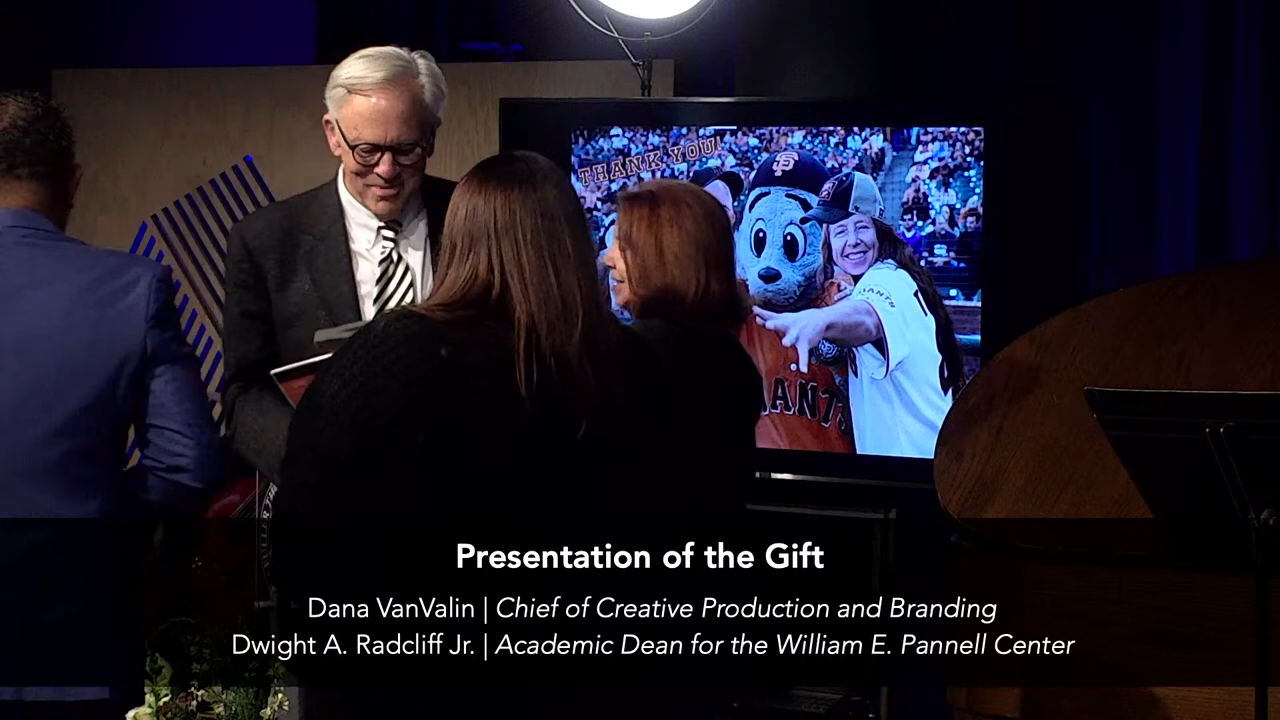 THANK YOU!
SF
GIANTS
ANTS
Presentation of the Gift
Dana VanValin | Chief of Creative Production and Branding
Dwight A. Radcliff Jr. | Academic Dean for the William E. Pannell Center